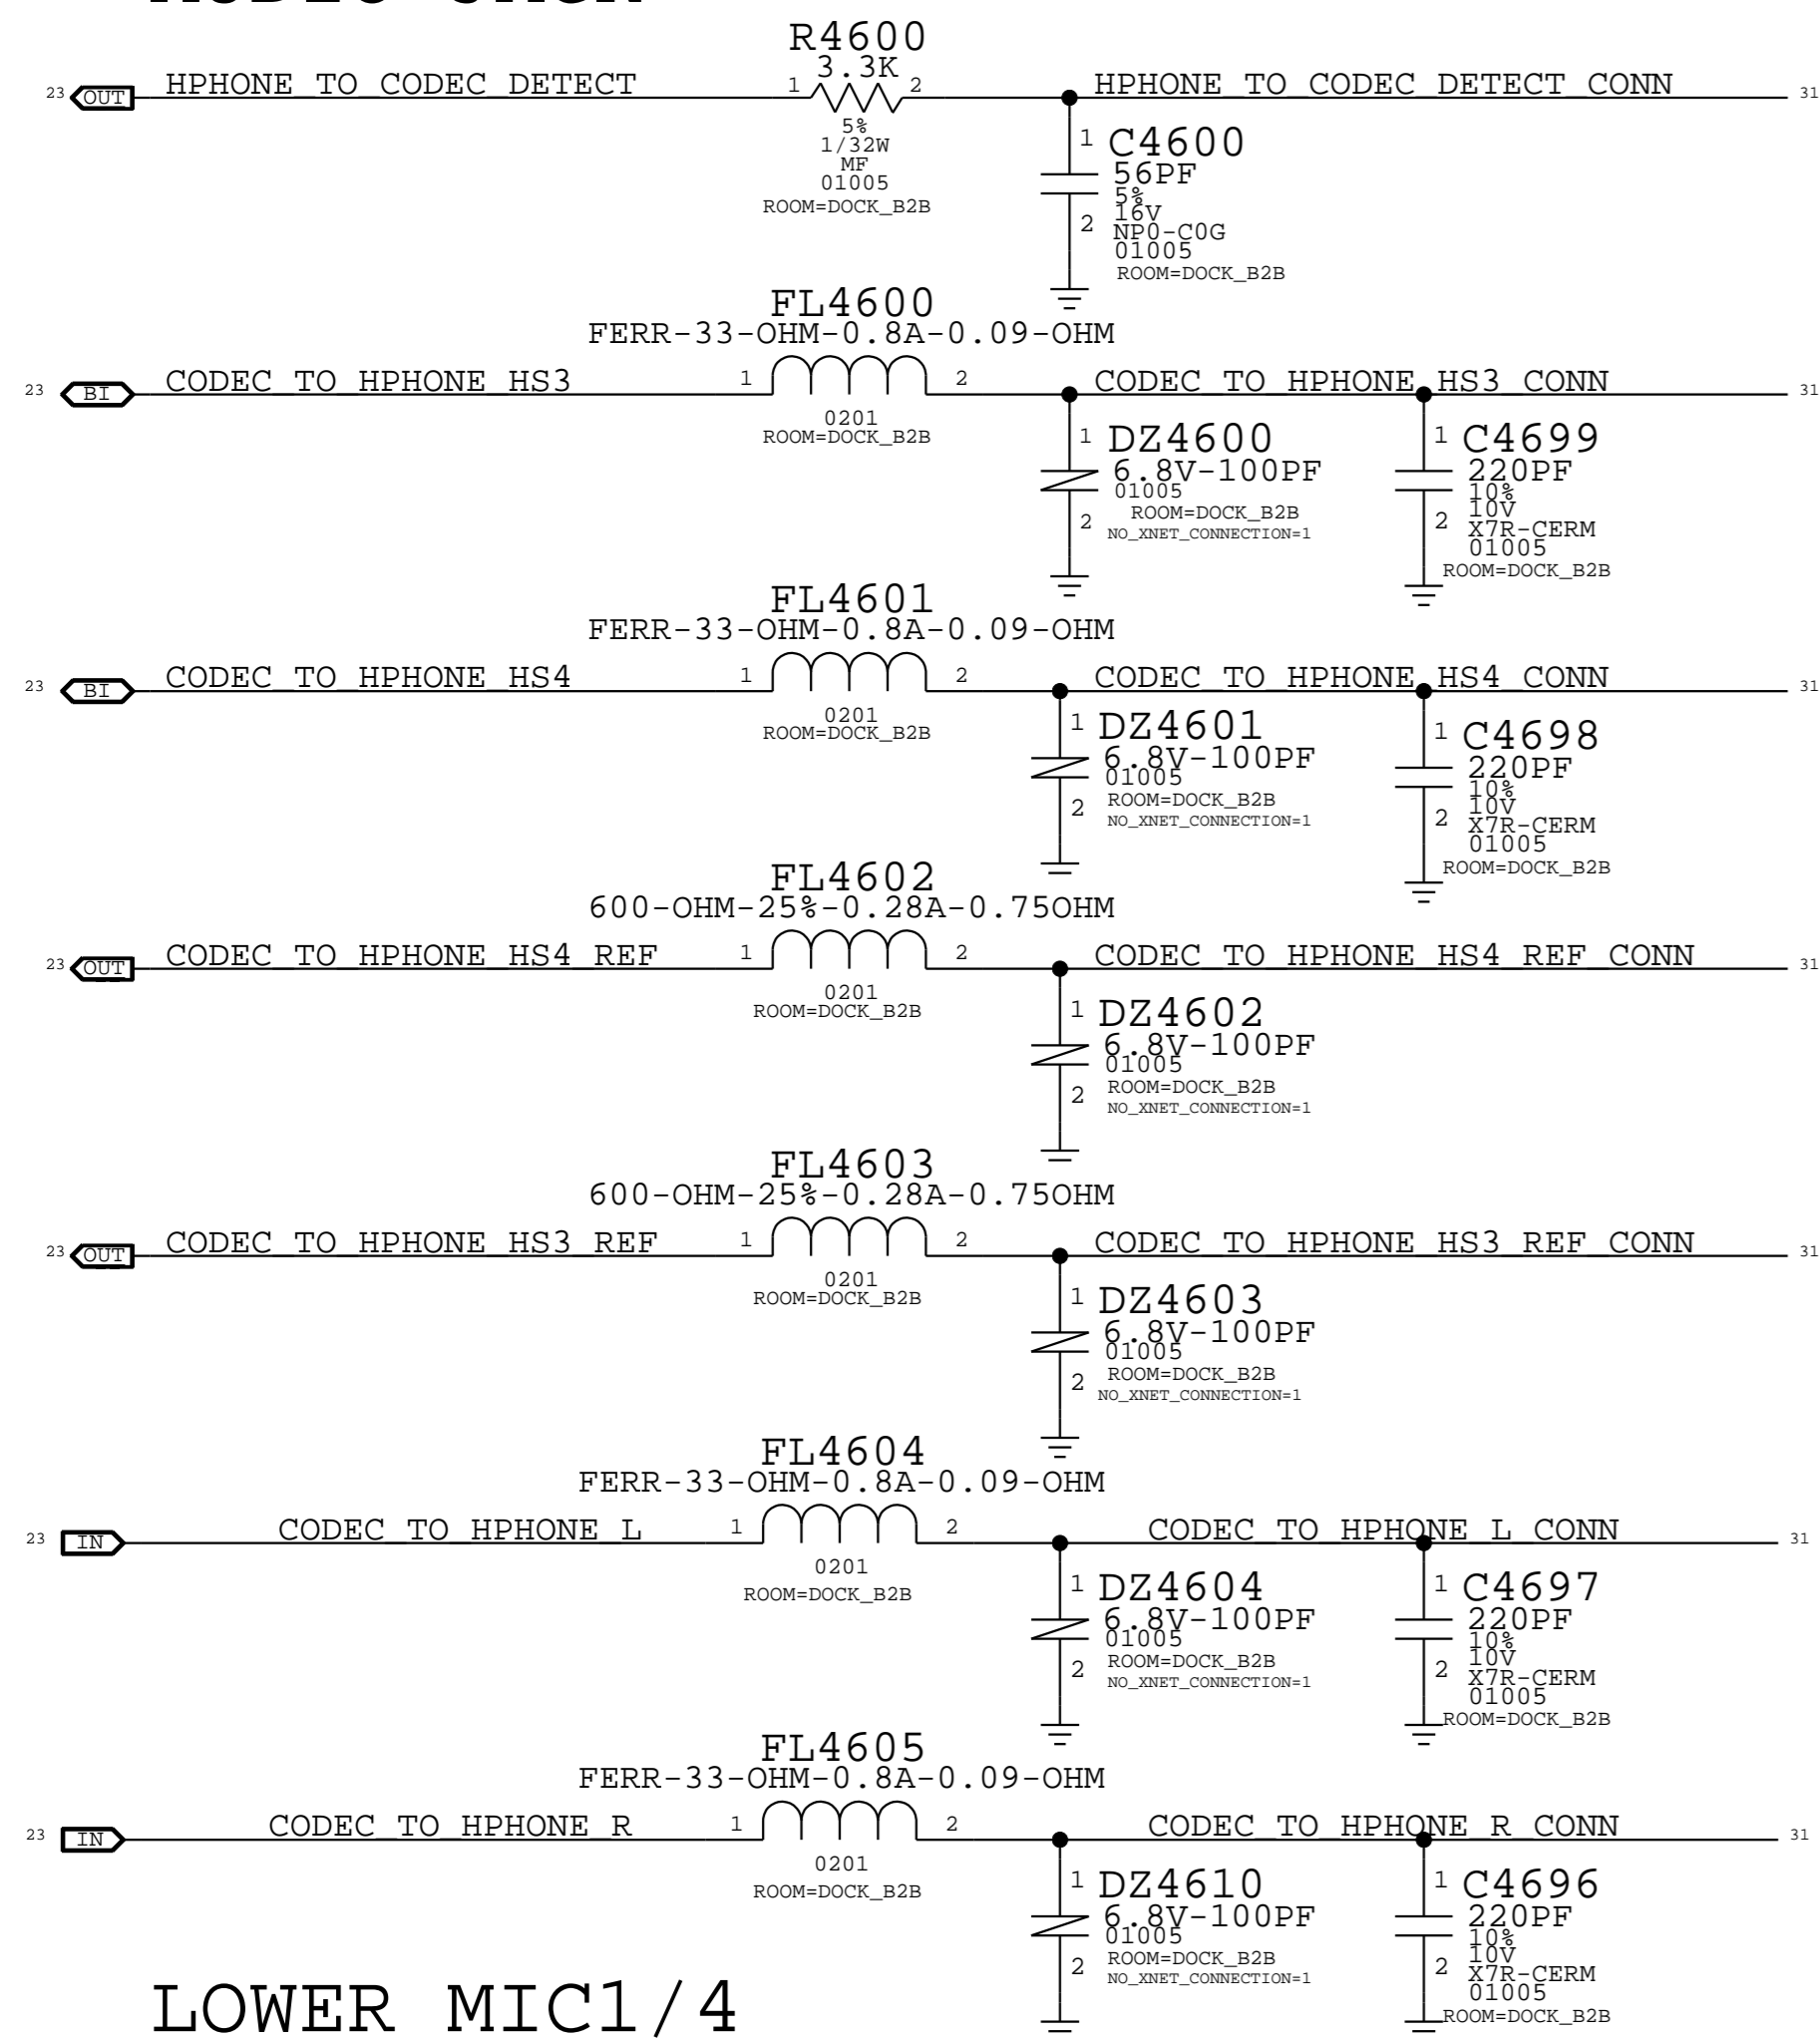 R4600
3.3K
23 OUT HPHONE_TO_CODEC_DETECT 1 2 HPHONE_TO_CODEC_DETECT_CONN 31
5%
1/32W
MF
01005
ROOM=DOCK_B2B
1 C4600
56PF
5%
16V
2 NP0-C0G
01005
ROOM=DOCK_B2B
FL4600
FERR-33-OHM-0.8A-0.09-OHM
23 BI CODEC_TO_HPHONE_HS3 1 2 CODEC_TO_HPHONE_HS3_CONN 31
0201
ROOM=DOCK_B2B
1 DZ4600
6.8V-100PF
01005
ROOM=DOCK_B2B
2 NO_XNET_CONNECTION=1
1 C4699
220PF
10%
10V
2 X7R-CERM
01005
ROOM=DOCK_B2B
FL4601
FERR-33-OHM-0.8A-0.09-OHM
23 BI CODEC_TO_HPHONE_HS4 1 2 CODEC_TO_HPHONE_HS4_CONN 31
0201
ROOM=DOCK_B2B
1 DZ4601
6.8V-100PF
01005
ROOM=DOCK_B2B
2 NO_XNET_CONNECTION=1
1 C4698
220PF
10%
10V
2 X7R-CERM
01005
ROOM=DOCK_B2B
FL4602
600-OHM-25%-0.28A-0.75OHM
23 OUT CODEC_TO_HPHONE_HS4_REF 1 2 CODEC_TO_HPHONE_HS4_REF_CONN 31
0201
ROOM=DOCK_B2B
1 DZ4602
6.8V-100PF
01005
ROOM=DOCK_B2B
2 NO_XNET_CONNECTION=1
FL4603
600-OHM-25%-0.28A-0.75OHM
23 OUT CODEC_TO_HPHONE_HS3_REF 1 2 CODEC_TO_HPHONE_HS3_REF_CONN 31
0201
ROOM=DOCK_B2B
1 DZ4603
6.8V-100PF
01005
ROOM=DOCK_B2B
2 NO_XNET_CONNECTION=1
FL4604
FERR-33-OHM-0.8A-0.09-OHM
23 IN CODEC_TO_HPHONE_L 1 2 CODEC_TO_HPHONE_L_CONN 31
0201
ROOM=DOCK_B2B
1 DZ4604
6.8V-100PF
01005
ROOM=DOCK_B2B
2 NO_XNET_CONNECTION=1
1 C4697
220PF
10%
10V
2 X7R-CERM
01005
ROOM=DOCK_B2B
FL4605
FERR-33-OHM-0.8A-0.09-OHM
23 IN CODEC_TO_HPHONE_R 1 2 CODEC_TO_HPHONE_R_CONN 31
0201
ROOM=DOCK_B2B
1 DZ4610
6.8V-100PF
01005
ROOM=DOCK_B2B
2 NO_XNET_CONNECTION=1
1 C4696
220PF
10%
10V
2 X7R-CERM
01005
ROOM=DOCK_B2B
LOWER MIC1/4